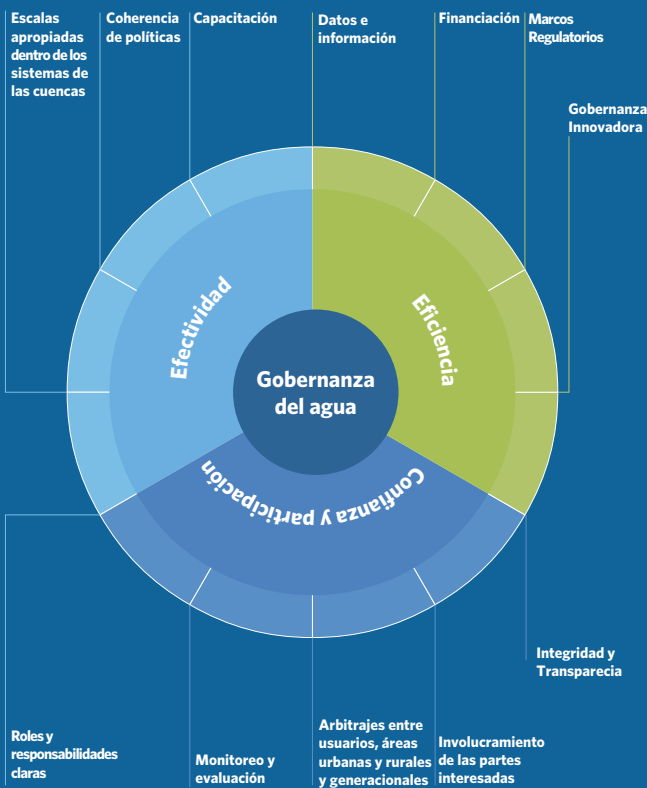 Escalas
apropiadas
dentro de los
sistemas de
las cuencas
Coherencia
de políticas
Capacitación
Datos e
información
Financiación
Marcos
Regulatorios
Gobernanza
Innovadora
Efectividad
Eficiencia
Gobernanza
del agua
Confianza y participación
Integridad y
Transparecia
Roles y
responsabilidades
claras
Monitoreo y
evaluación
Arbitrajes entre
usuarios, áreas
urbanas y rurales
y generacionales
Involucramiento
de las partes
interesadas